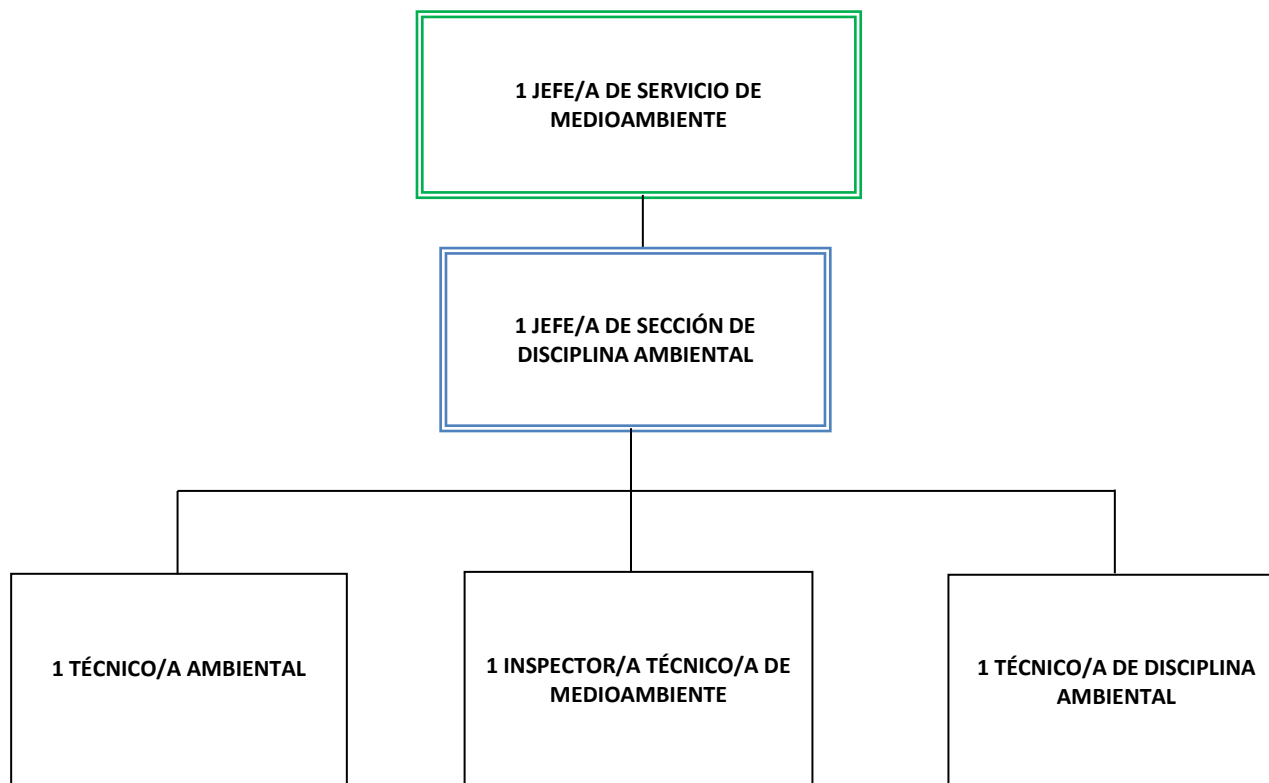 1 JEFE/A DE SERVICIO DE
MEDIOAMBIENTE
1 JEFE/A DE SECCIÓN DE
DISCIPLINA AMBIENTAL
1 TÉCNICO/A AMBIENTAL
1 INSPECTOR/A TÉCNICO/A DE
MEDIOAMBIENTE
1 TÉCNICO/A DE DISCIPLINA
AMBIENTAL